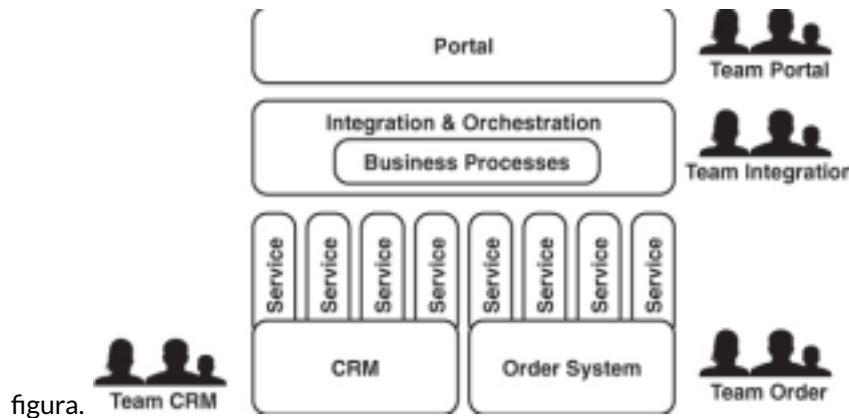 Portal
Team Portal
Integration & Orchestration
Business Processes
Team Integration
Service Service Service Service Service Service Service Service
CRM
Order System
Team Order
figura. Team CRM